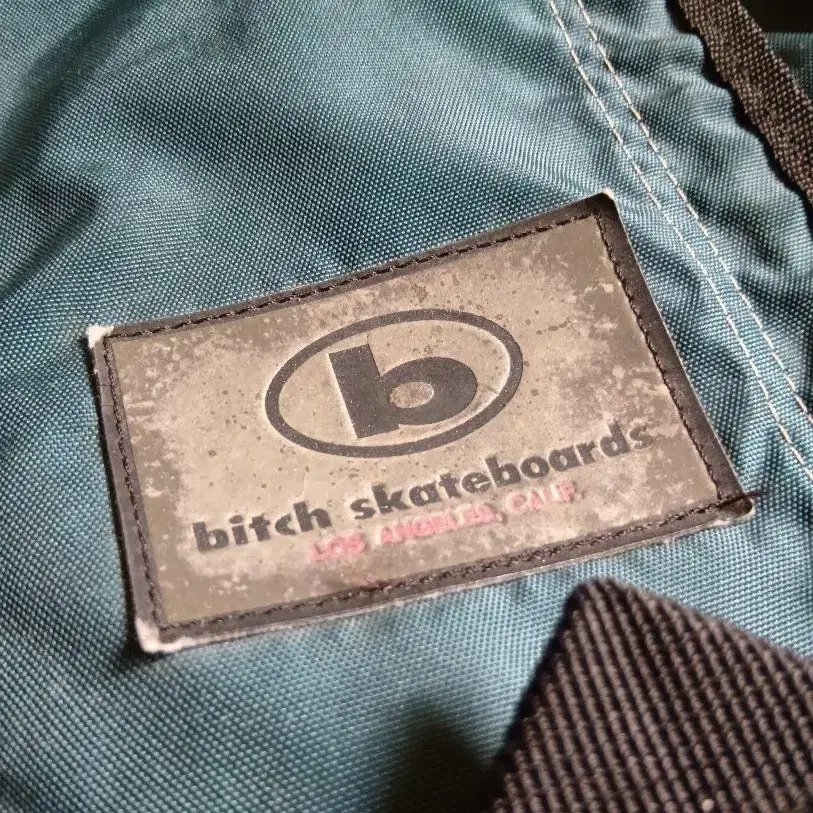 b
bitch skateboards
LOS ANGELES, CALIF.